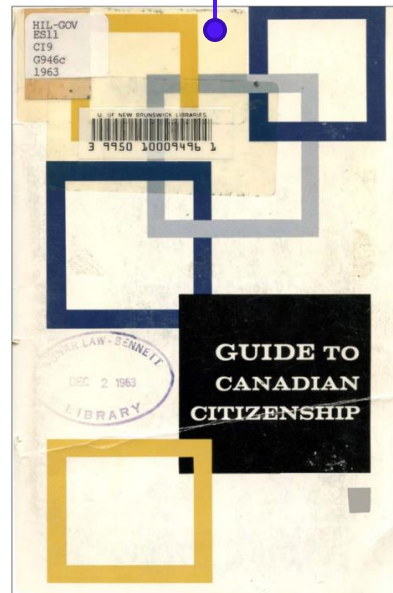 HIL-GOV
ES11
CI9
G946c
1963
U. OF NEW BRUNSWICK LIBRARIES
3 9950 10009496 1
LAW-BENNETT
DEC 2 1963
LIBRARY
GUIDE TO
CANADIAN
CITIZENSHIP